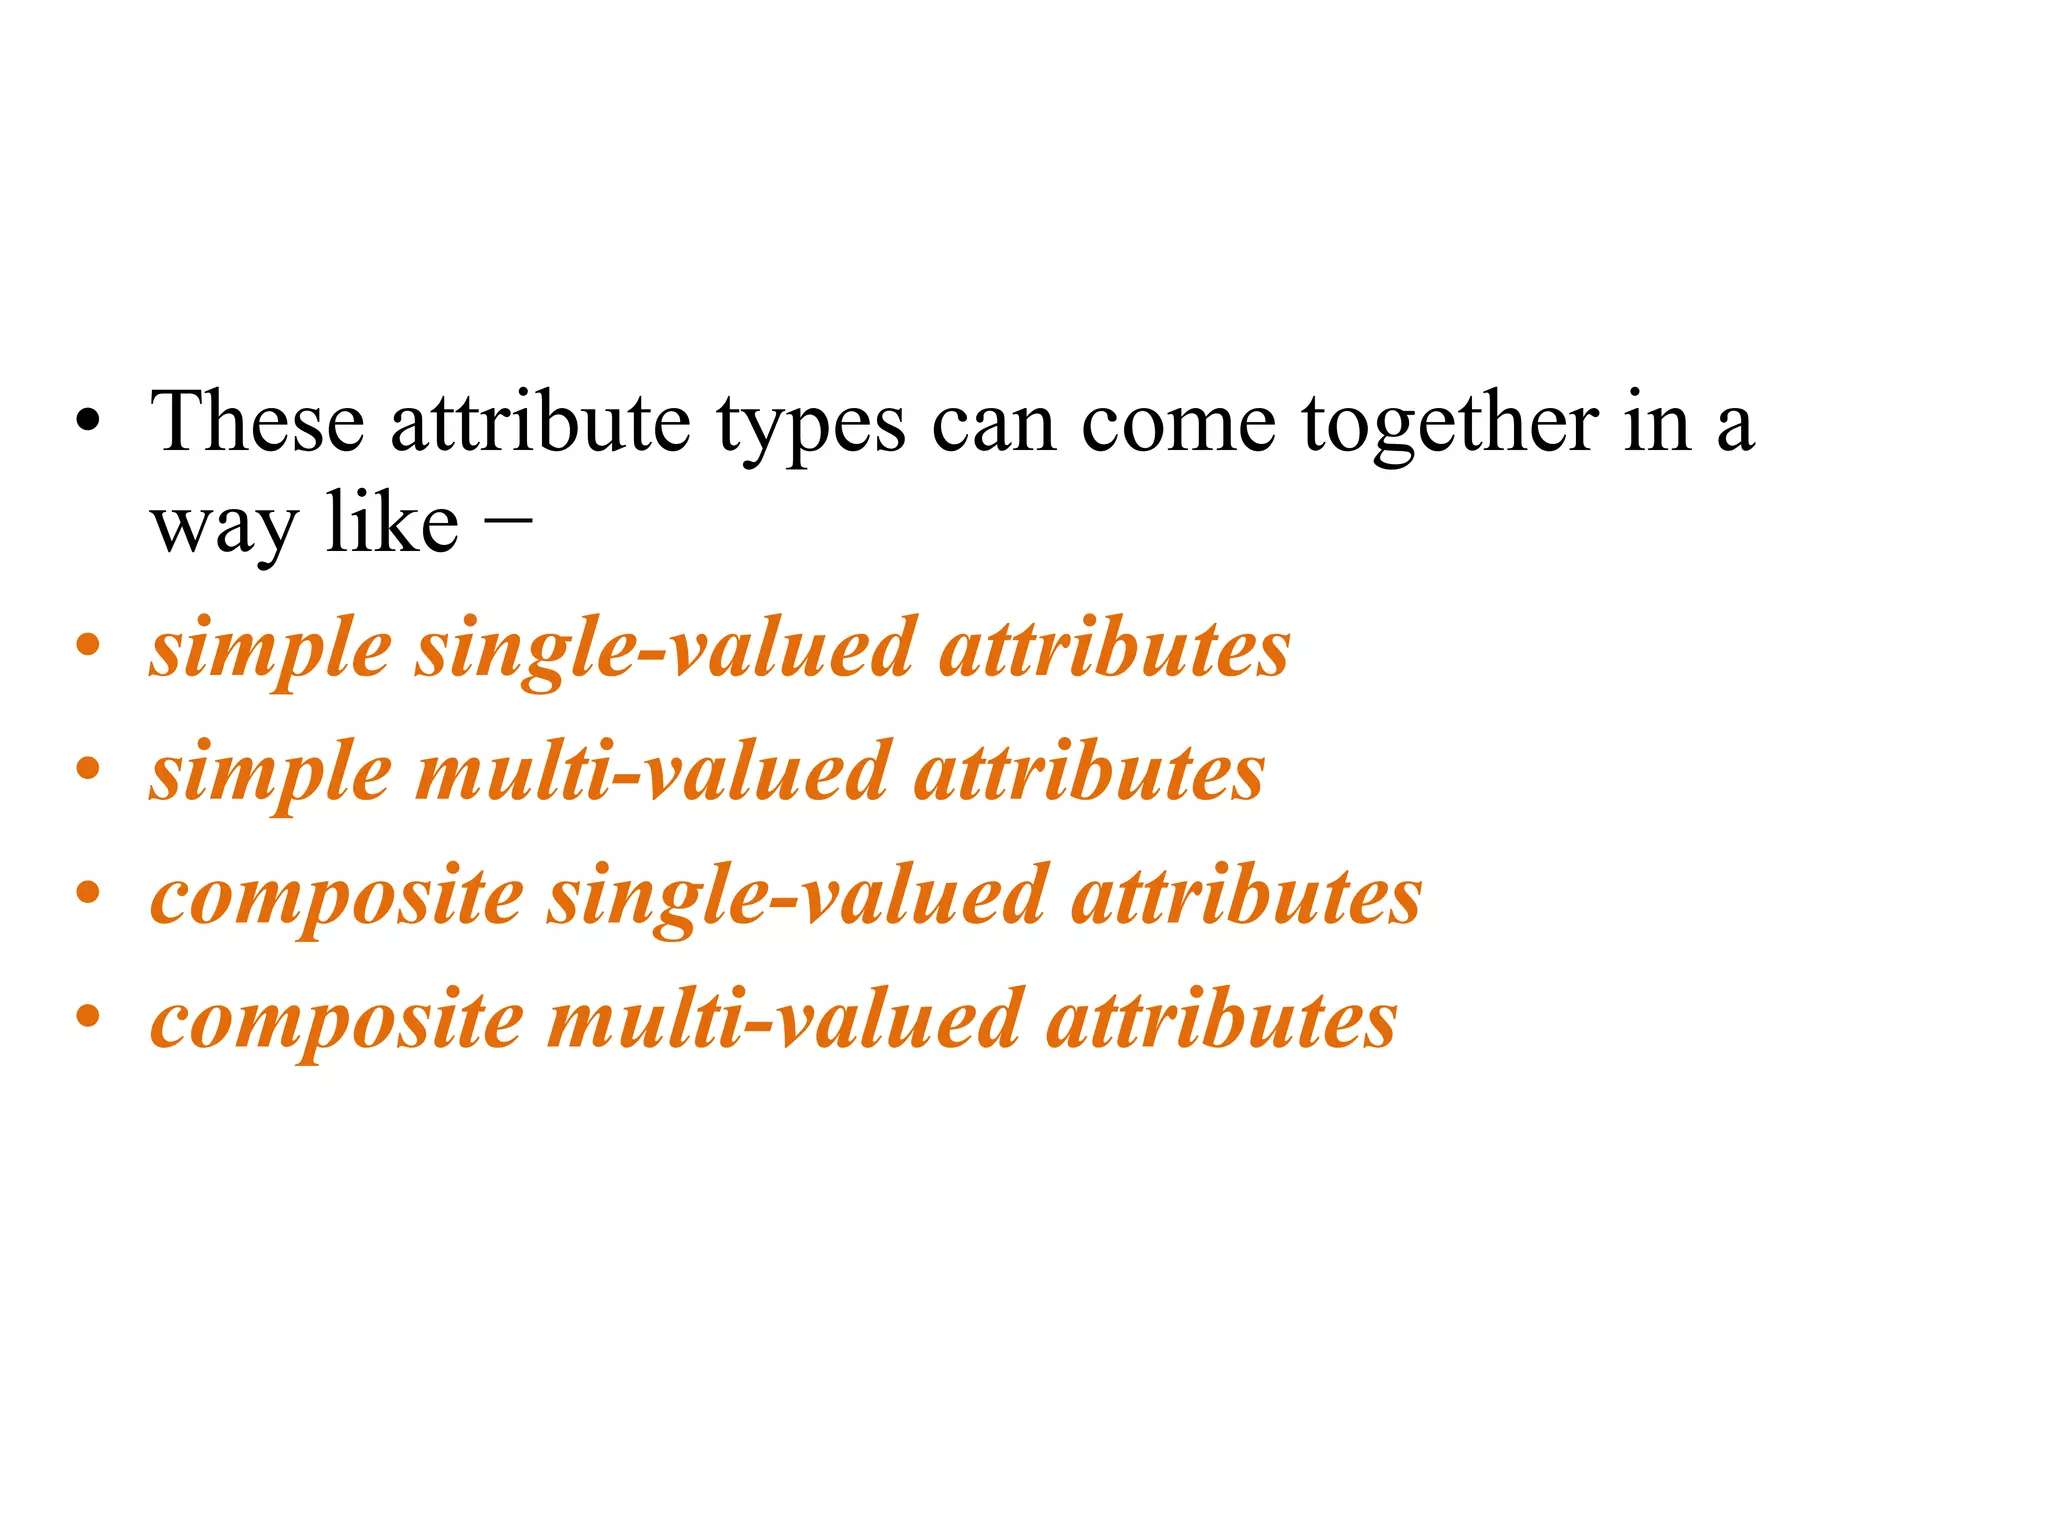 • These attribute types can come together in a
way like −
• simple single-valued attributes
• simple multi-valued attributes
• composite single-valued attributes
• composite multi-valued attributes